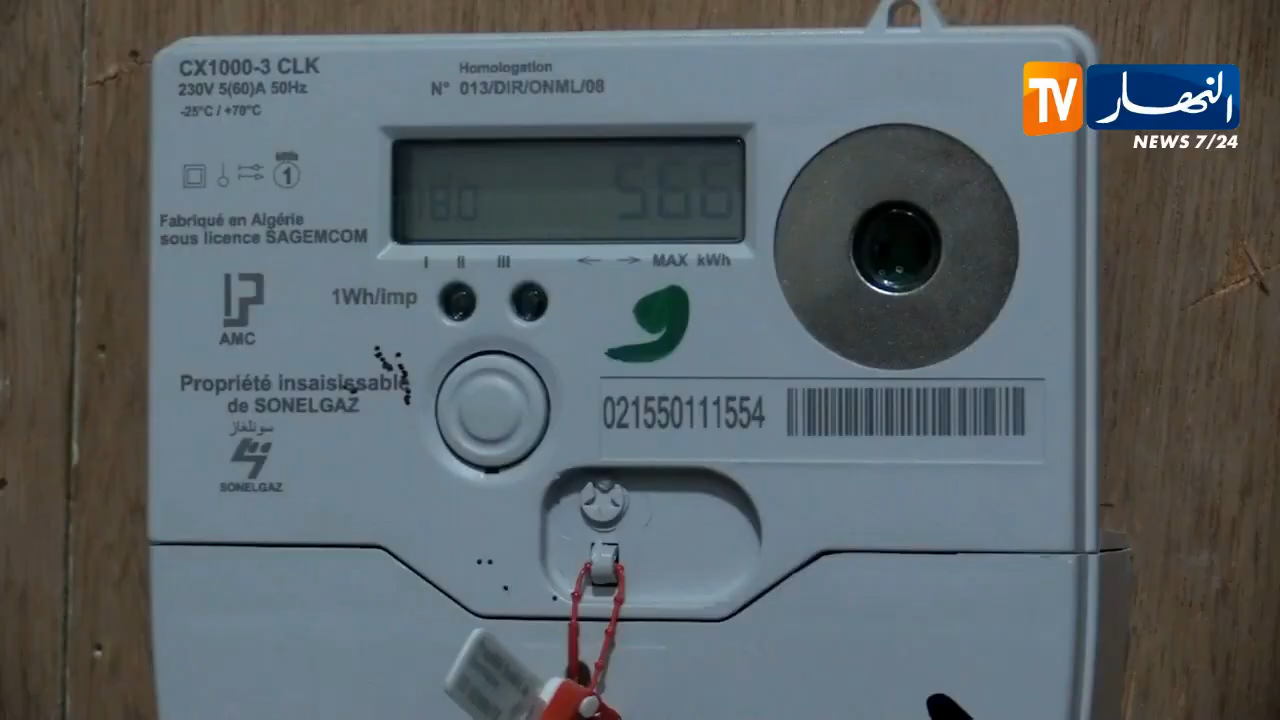 CX1000-3 CLK
230V 5(60)A 50Hz
-25°C / +70°C
Homologation
N° 013/DIR/ONML/08
TV النهار
NEWS 7/24
1
180 566
Fabriqué en Algérie
sous licence SAGEMCOM
I II III ← → MAX kWh
AMC
1Wh/imp
و
Propriété insaisissable
de SONELGAZ
سونلغاز
SONELGAZ
021550111554